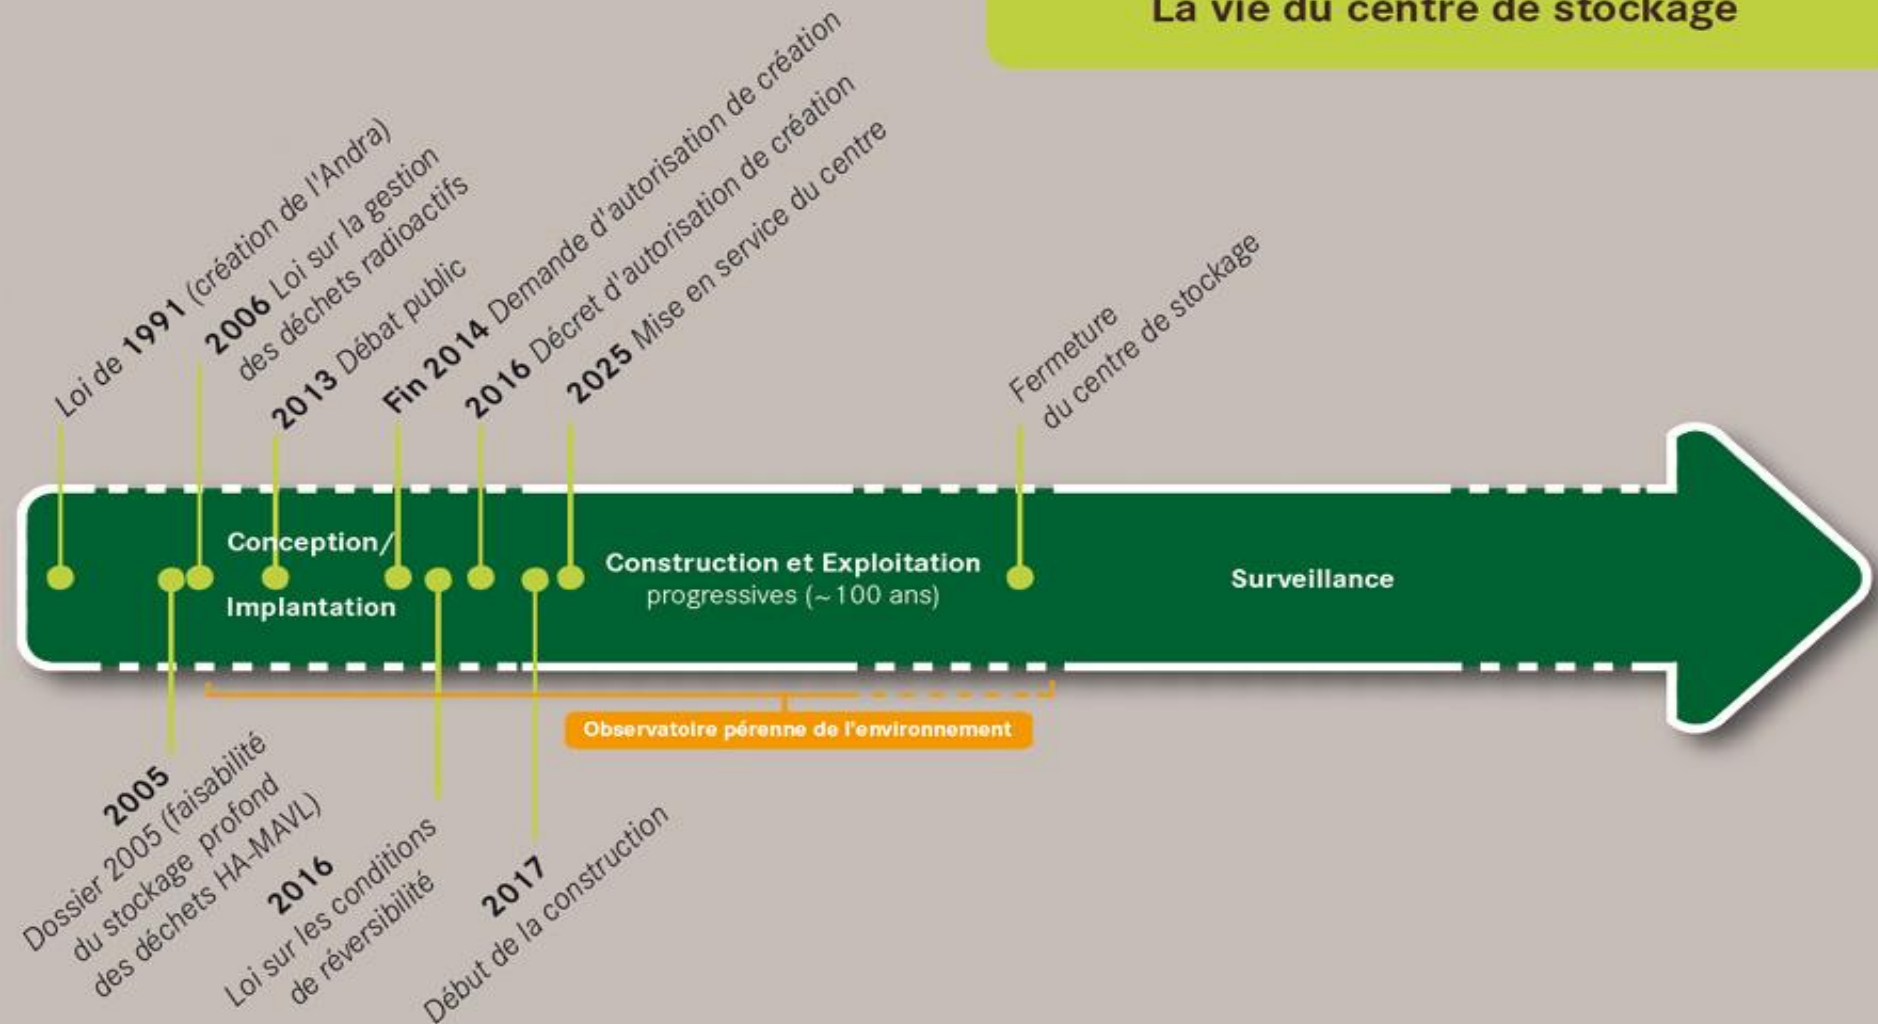 La vie du centre de stockage
Loi de 1991 (création de l'Andra)
2006 Loi sur la gestion
des déchets radioactifs
2013 Débat public
Fin 2014 Demande d'autorisation de création
2016 Décret d'autorisation de création
2025 Mise en service du centre
Fermeture
du centre de stockage
Conception/
Implantation
Construction et Exploitation
progressives (~100 ans)
Surveillance
Observatoire pérenne de l'environnement
2005
Dossier 2005 (faisabilité
du stockage profond
des déchets HA-MAVL)
2016
Loi sur les conditions
de réversibilité
2017
Début de la construction